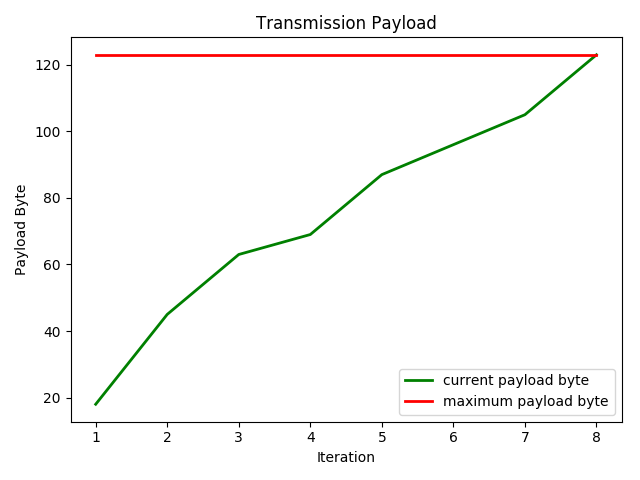 Transmission Payload
120
100
80
60
40
20
Payload Byte
current payload byte
maximum payload byte
1 2 3 4 5 6 7 8
Iteration